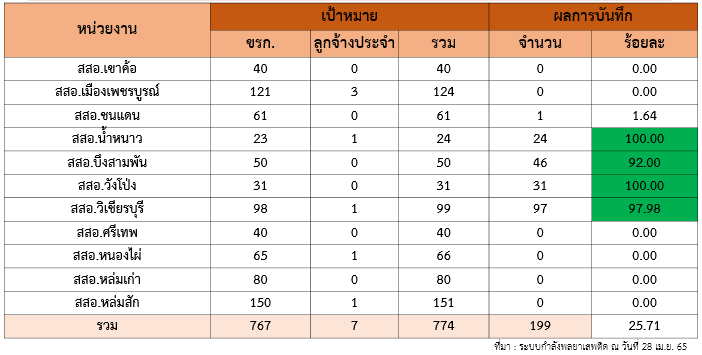 หน่วยงาน เป้าหมาย ผลการบันทึก
ขรก. ลูกจ้างประจำ รวม จำนวน ร้อยละ
สสอ.เขาค้อ 40 0 40 0 0.00
สสอ.เมืองเพชรบูรณ์ 121 3 124 0 0.00
สสอ.ชนแดน 61 0 61 1 1.64
สสอ.น้ำหนาว 23 1 24 24 100.00
สสอ.บึงสามพัน 50 0 50 46 92.00
สสอ.วังโป่ง 31 0 31 31 100.00
สสอ.วิเชียรบุรี 98 1 99 97 97.98
สสอ.ศรีเทพ 40 0 40 0 0.00
สสอ.หนองไผ่ 65 1 66 0 0.00
สสอ.หล่มเก่า 80 0 80 0 0.00
สสอ.หล่มสัก 150 1 151 0 0.00
รวม 767 7 774 199 25.71
ที่มา : ระบบกำลังพลยาเสพติด ณ วันที่ 28 เม.ย. 65